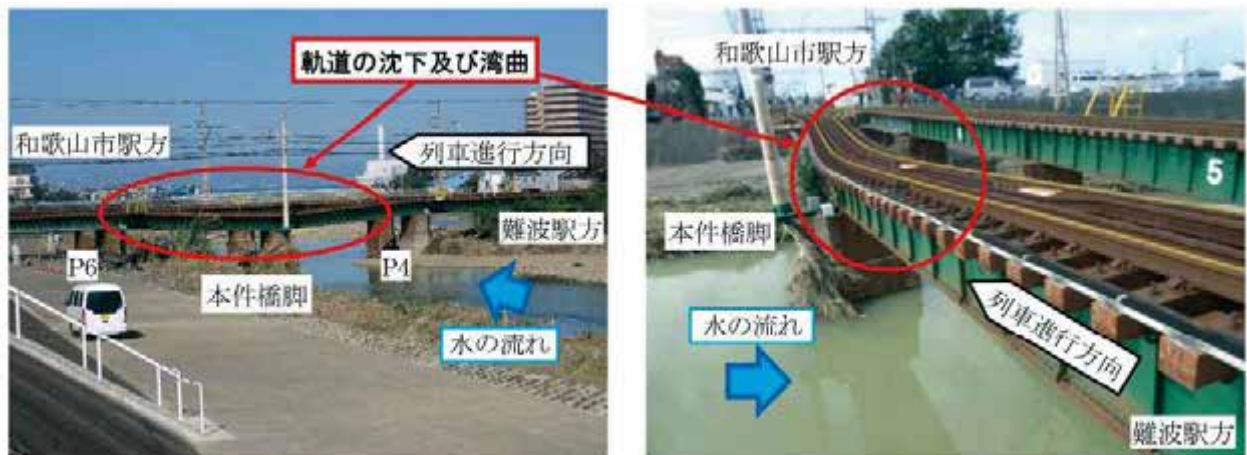 軌道の沈下及び湾曲
和歌山市駅方
列車進行方向
難波駅方
P6
本件橋脚
P4
水の流れ
和歌山市駅方
5
本件橋脚
水の流れ
列車進行方向
難波駅方